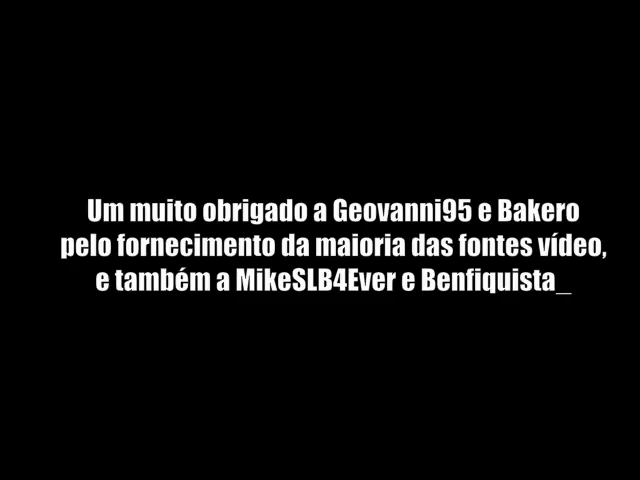 Um muito obrigado a Geovanni95 e Bakero
pelo fornecimento da maioria das fontes vídeo,
e também a MikeSLB4Ever e Benfiquista_